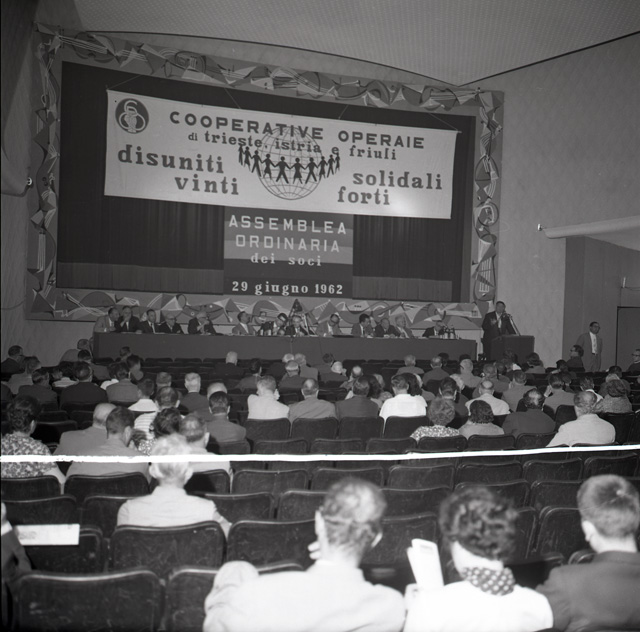 COOPERATIVE OPERAIE
di trieste, istria e friuli
disuniti solidali
vinti forti
ASSEMBLEA
ORDINARIA
dei soci
29 giugno 1962